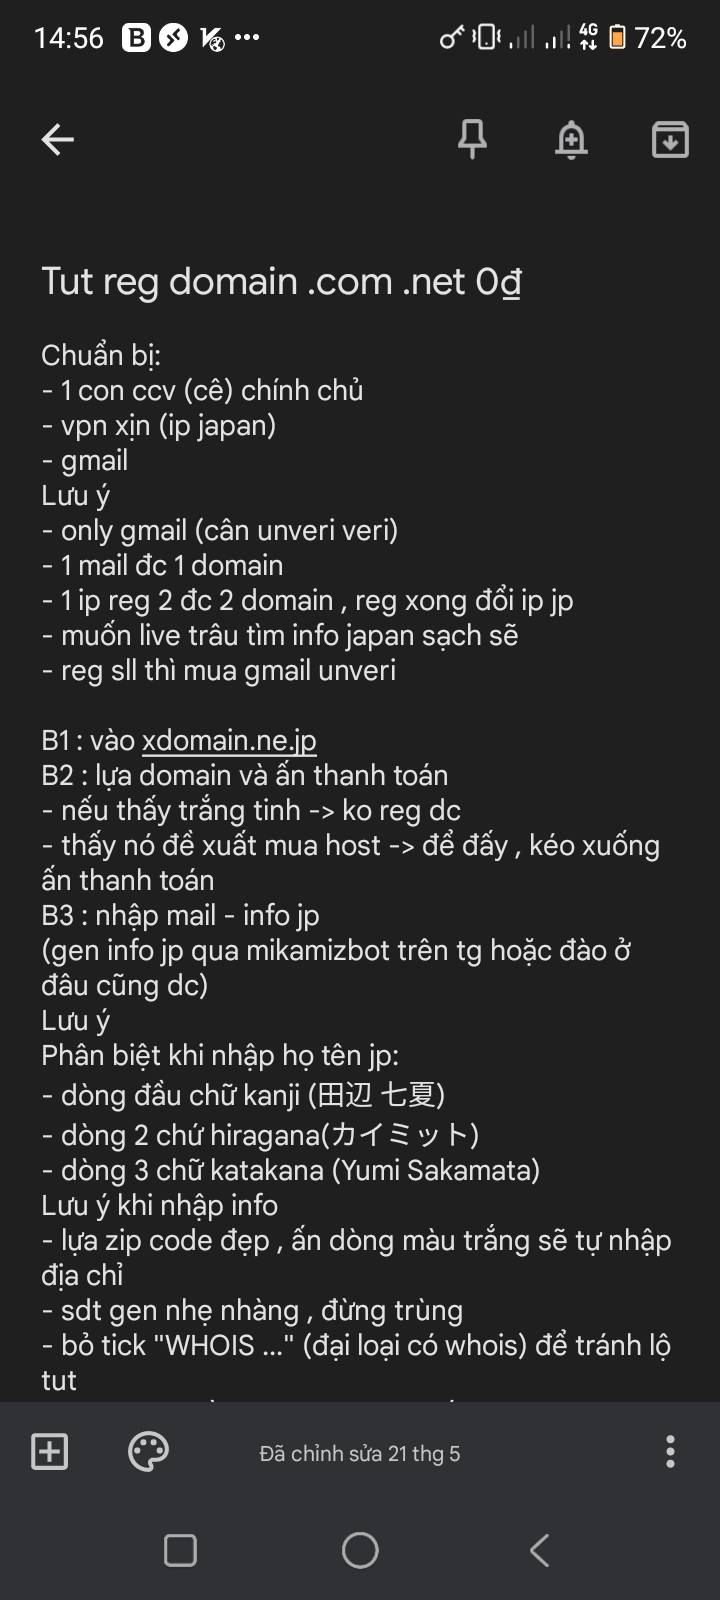 14:56
4G
72%
Tut reg domain .com .net 0₫
Chuẩn bị:
- 1 con ccv (cê) chính chủ
- vpn xịn (ip japan)
- gmail
Lưu ý
- only gmail (cân unveri veri)
- 1 mail đc 1 domain
- 1 ip reg 2 đc 2 domain , reg xong đổi ip jp
- muốn live trâu tìm info japan sạch sẽ
- reg sll thì mua gmail unveri
B1 : vào xdomain.ne.jp
B2 : lựa domain và ấn thanh toán
- nếu thấy trắng tinh -> ko reg dc
- thấy nó đề xuất mua host -> để đấy , kéo xuống
ấn thanh toán
B3 : nhập mail - info jp
(gen info jp qua mikamizbot trên tg hoặc đào ở
đâu cũng dc)
Lưu ý
Phân biệt khi nhập họ tên jp:
- dòng đầu chữ kanji (田辺 七夏)
- dòng 2 chứ hiragana(カイミット)
- dòng 3 chữ katakana (Yumi Sakamata)
Lưu ý khi nhập info
- lựa zip code đẹp , ấn dòng màu trắng sẽ tự nhập
địa chỉ
- sdt gen nhẹ nhàng , đừng trùng
- bỏ tick "WHOIS ..." (đại loại có whois) để tránh lộ
tut
Đã chỉnh sửa 21 thg 5